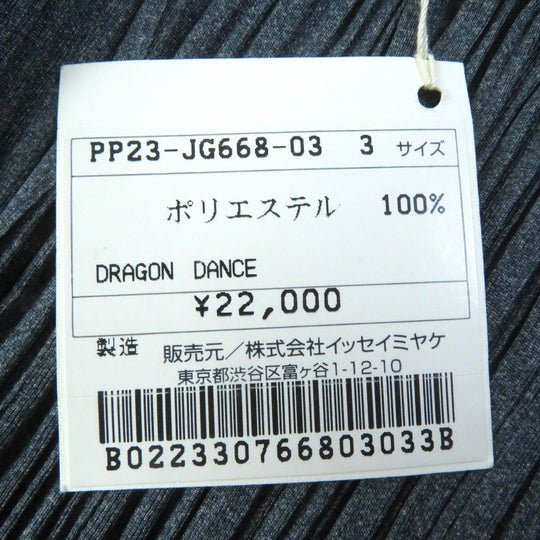 PP23-JG668-03 3 サイズ
ポリエステル 100%
DRAGON DANCE
¥22,000
製造 販売元／株式会社イッセイミヤケ
東京都渋谷区富ヶ谷1-12-10
B022330766803033B